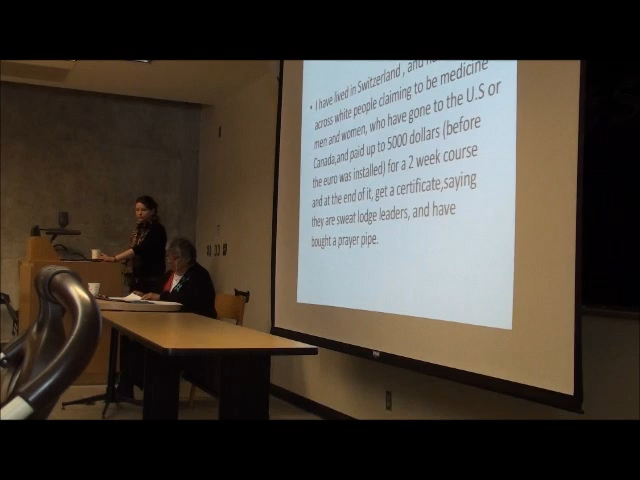 • I have lived in Switzerland , and
across white people claiming to be medicine
men and women, who have gone to the U.S or
Canada,and paid up to 5000 dollars (before
the euro was installed) for a 2 week course
and at the end of it, get a certificate,saying
they are sweat lodge leaders, and have
bought a prayer pipe.